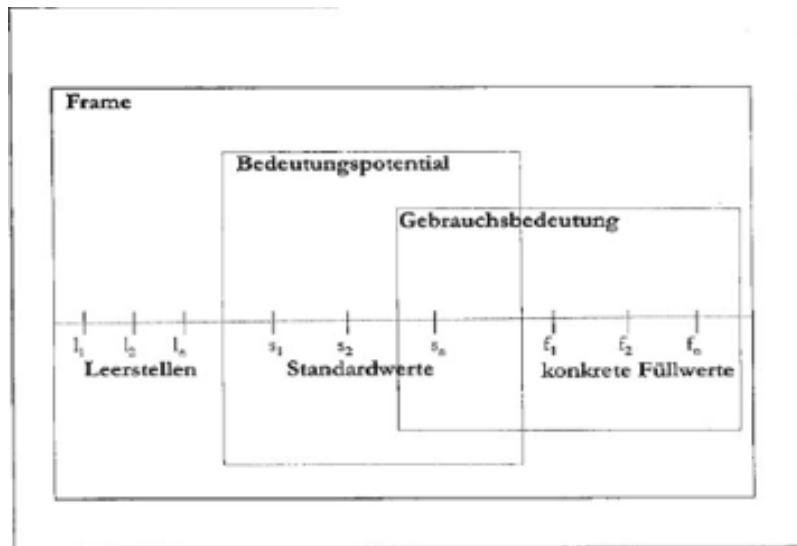 Frame
Bedeutungspotential
Gebrauchsbedeutung
l₁ l₂ lₙ s₁ s₂ sₙ f₁ f₂ fₙ
Leerstellen Standardwerte konkrete Füllwerte